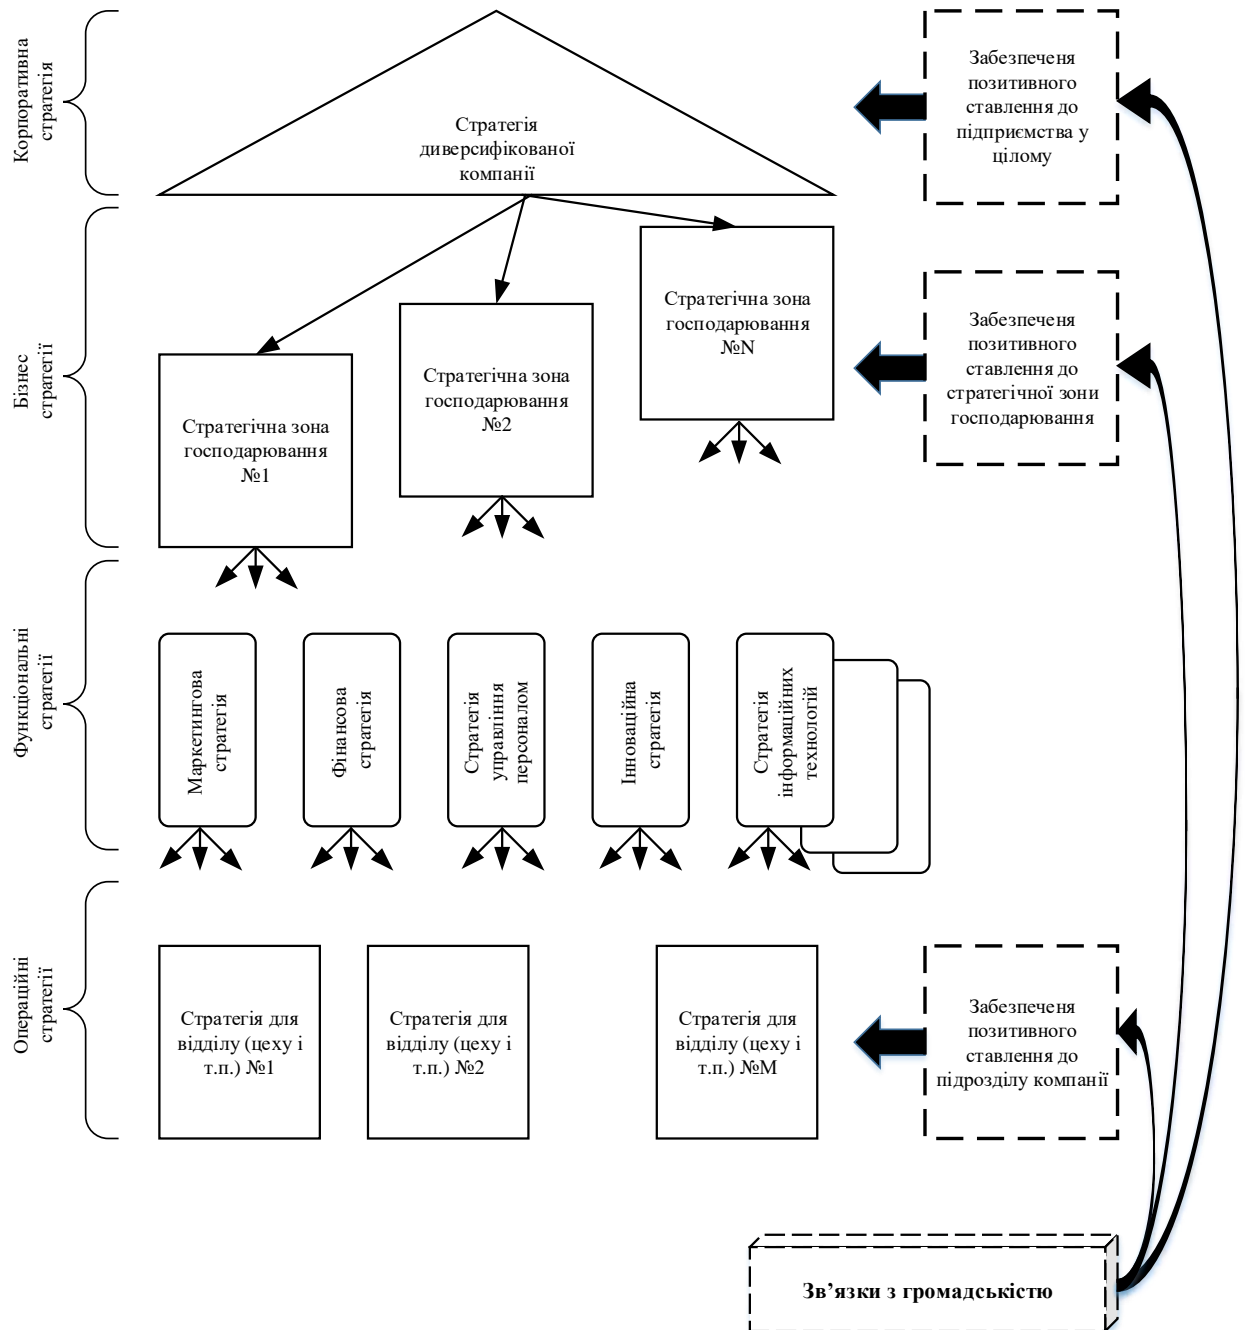 Корпоративна
стратегія
Стратегія
диверсифікованої
компанії
Забезпеченя
позитивного
ставлення до
підприємства у
цілому
Бізнес
стратегії
Стратегічна зона
господарювання
№1
Стратегічна зона
господарювання
№2
Стратегічна зона
господарювання
№N
Забезпеченя
позитивного
ставлення до
стратегічної зони
господарювання
Функціональні
стратегії
Маркетингова
стратегія
Фінансова
стратегія
Стратегія
управління
персоналом
Інноваційна
стратегія
Стратегія
інформаційних
технологій
Операційні
стратегії
Стратегія для
відділу (цеху і
т.п.) №1
Стратегія для
відділу (цеху і
т.п.) №2
Стратегія для
відділу (цеху і
т.п.) №M
Забезпеченя
позитивного
ставлення до
підрозділу компанії
Зв’язки з громадськістю